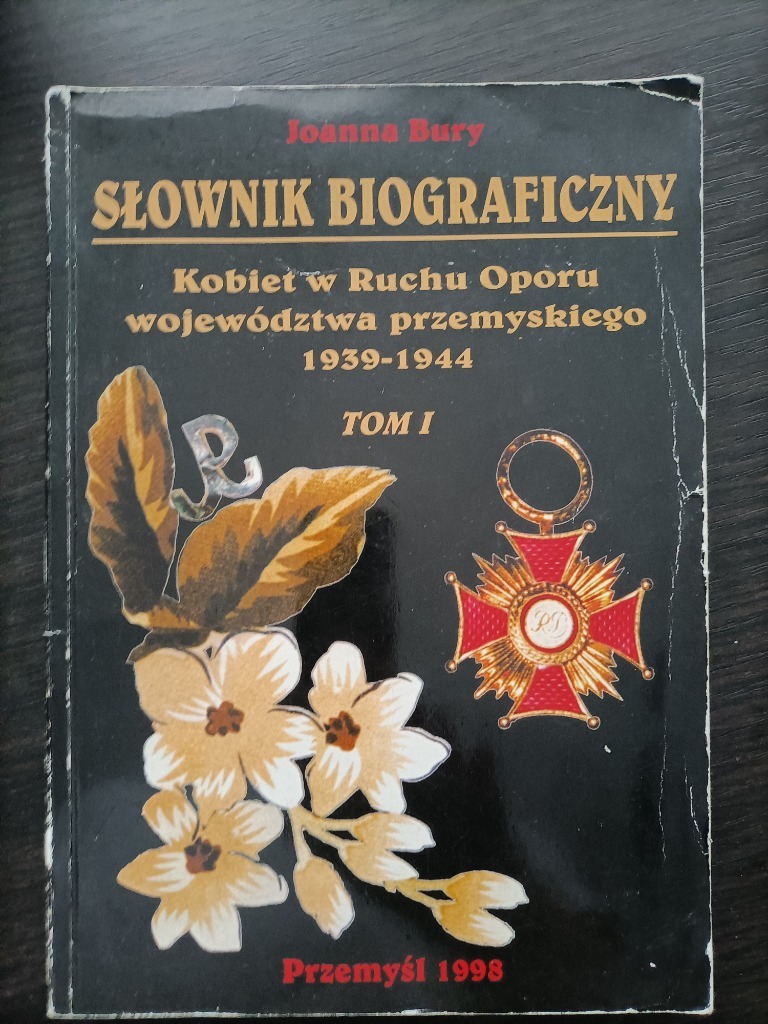 Joanna Bury
SŁOWNIK BIOGRAFICZNY
Kobiet w Ruchu Oporu
województwa przemyskiego
1939-1944
TOM I
Przemyśl 1998